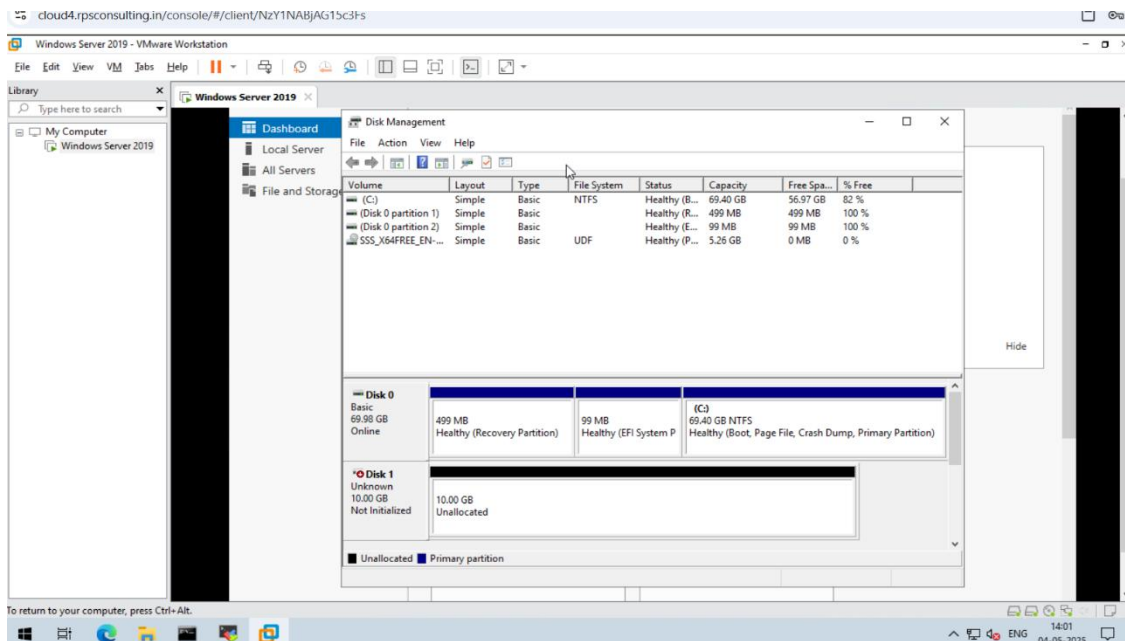 cloud4.rpsconsulting.in/console/#/client/NzY1NABjAG15c3Fs
Windows Server 2019 - VMware Workstation
File Edit View VM Tabs Help
Library
Type here to search
My Computer
Windows Server 2019
Windows Server 2019
Dashboard
Local Server
All Servers
File and Storag
Disk Management
File Action View Help
Volume Layout Type File System Status Capacity Free Spa... % Free
(C:) Simple Basic NTFS Healthy (B... 69.40 GB 56.97 GB 82 %
(Disk 0 partition 1) Simple Basic Healthy (R... 499 MB 499 MB 100 %
(Disk 0 partition 2) Simple Basic Healthy (E... 99 MB 99 MB 100 %
SSS_X64FREE_EN-... Simple Basic UDF Healthy (P... 5.26 GB 0 MB 0 %
Hide
Disk 0
Basic
69.98 GB
Online
499 MB
Healthy (Recovery Partition)
99 MB
Healthy (EFI System P
(C:)
69.40 GB NTFS
Healthy (Boot, Page File, Crash Dump, Primary Partition)
Disk 1
Unknown
10.00 GB
Not Initialized
10.00 GB
Unallocated
Unallocated Primary partition
To return to your computer, press Ctrl+Alt.
ENG
14:01
04-05-2025